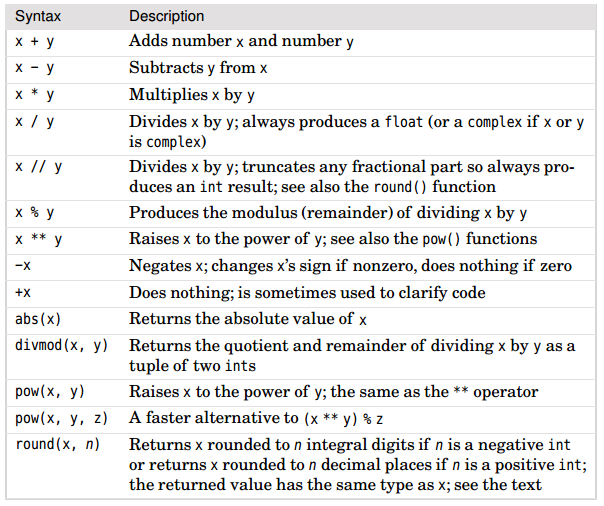 Syntax Description
x + y Adds number x and number y
x - y Subtracts y from x
x * y Multiplies x by y
x / y Divides x by y; always produces a float (or a complex if x or y
is complex)
x // y Divides x by y; truncates any fractional part so always pro-
duces an int result; see also the round() function
x % y Produces the modulus (remainder) of dividing x by y
x ** y Raises x to the power of y; see also the pow() functions
-x Negates x; changes x's sign if nonzero, does nothing if zero
+x Does nothing; is sometimes used to clarify code
abs(x) Returns the absolute value of x
divmod(x, y) Returns the quotient and remainder of dividing x by y as a
tuple of two ints
pow(x, y) Raises x to the power of y; the same as the ** operator
pow(x, y, z) A faster alternative to (x ** y) % z
round(x, n) Returns x rounded to n integral digits if n is a negative int
or returns x rounded to n decimal places if n is a positive int;
the returned value has the same type as x; see the text